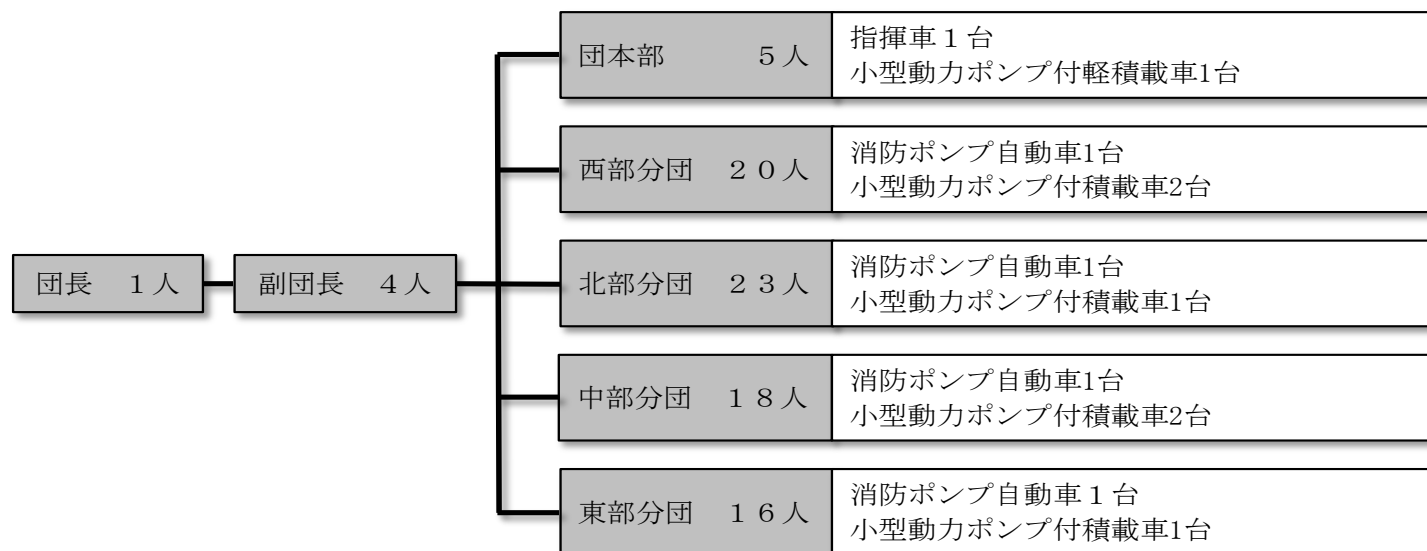 団長　１人
副団長　４人
団本部　　　５人
指揮車１台
小型動力ポンプ付軽積載車1台
西部分団　２０人
消防ポンプ自動車1台
小型動力ポンプ付積載車2台
北部分団　２３人
消防ポンプ自動車1台
小型動力ポンプ付積載車1台
中部分団　１８人
消防ポンプ自動車1台
小型動力ポンプ付積載車2台
東部分団　１６人
消防ポンプ自動車１台
小型動力ポンプ付積載車1台